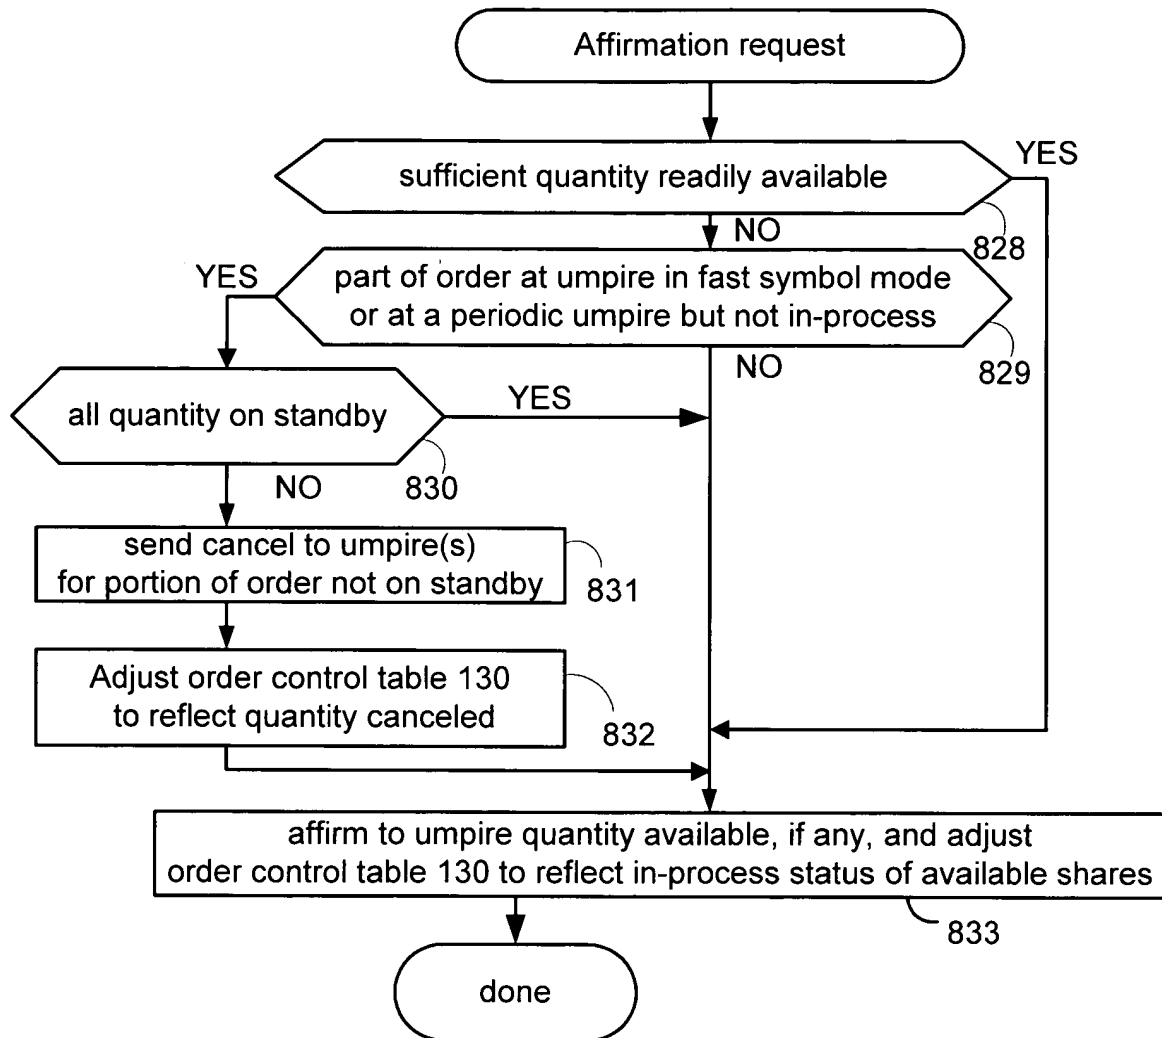 Affirmation request
YES
sufficient quantity readily available
828
NO
YES
part of order at umpire in fast symbol mode
or at a periodic umpire but not in-process
829
NO
all quantity on standby
YES
830
NO
send cancel to umpire(s)
for portion of order not on standby
831
Adjust order control table 130
to reflect quantity canceled
832
affirm to umpire quantity available, if any, and adjust
order control table 130 to reflect in-process status of available shares
833
done